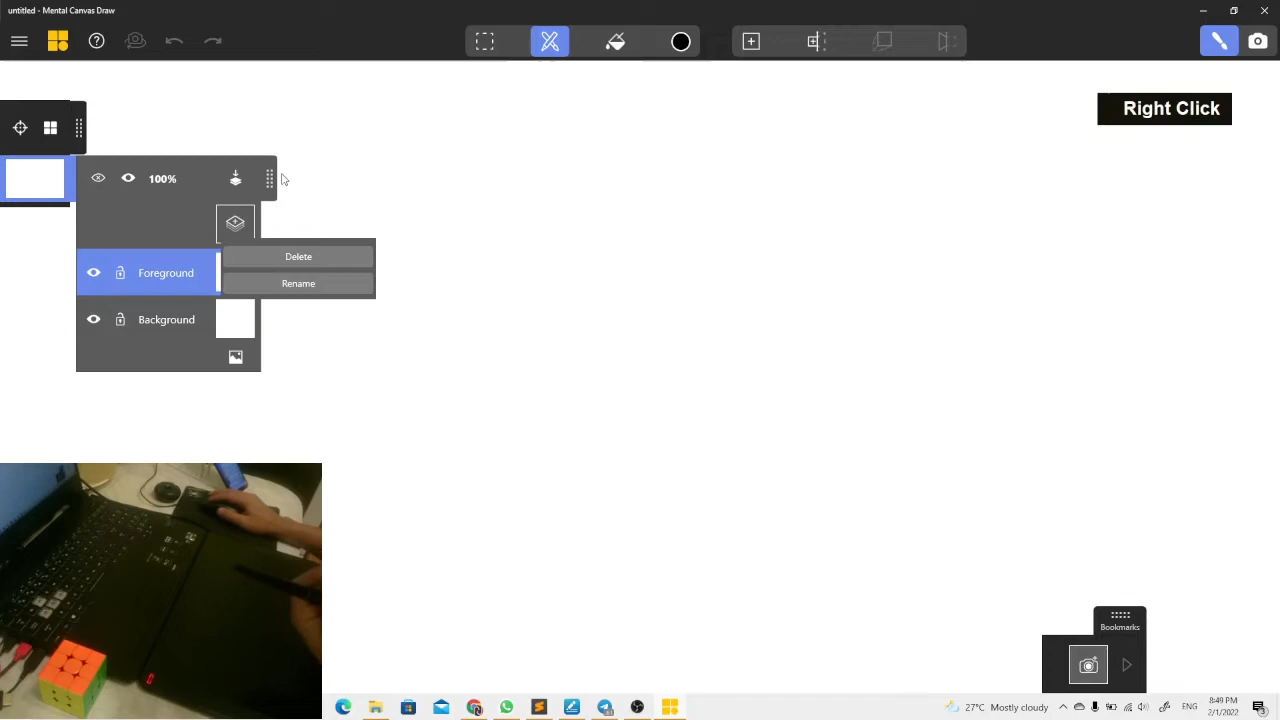 untitled - Mental Canvas Draw
Right Click
100%
Delete
Foreground
Rename
Background
Bookmarks
27°C Mostly cloudy
ENG
8:49 PM
2/1/2022